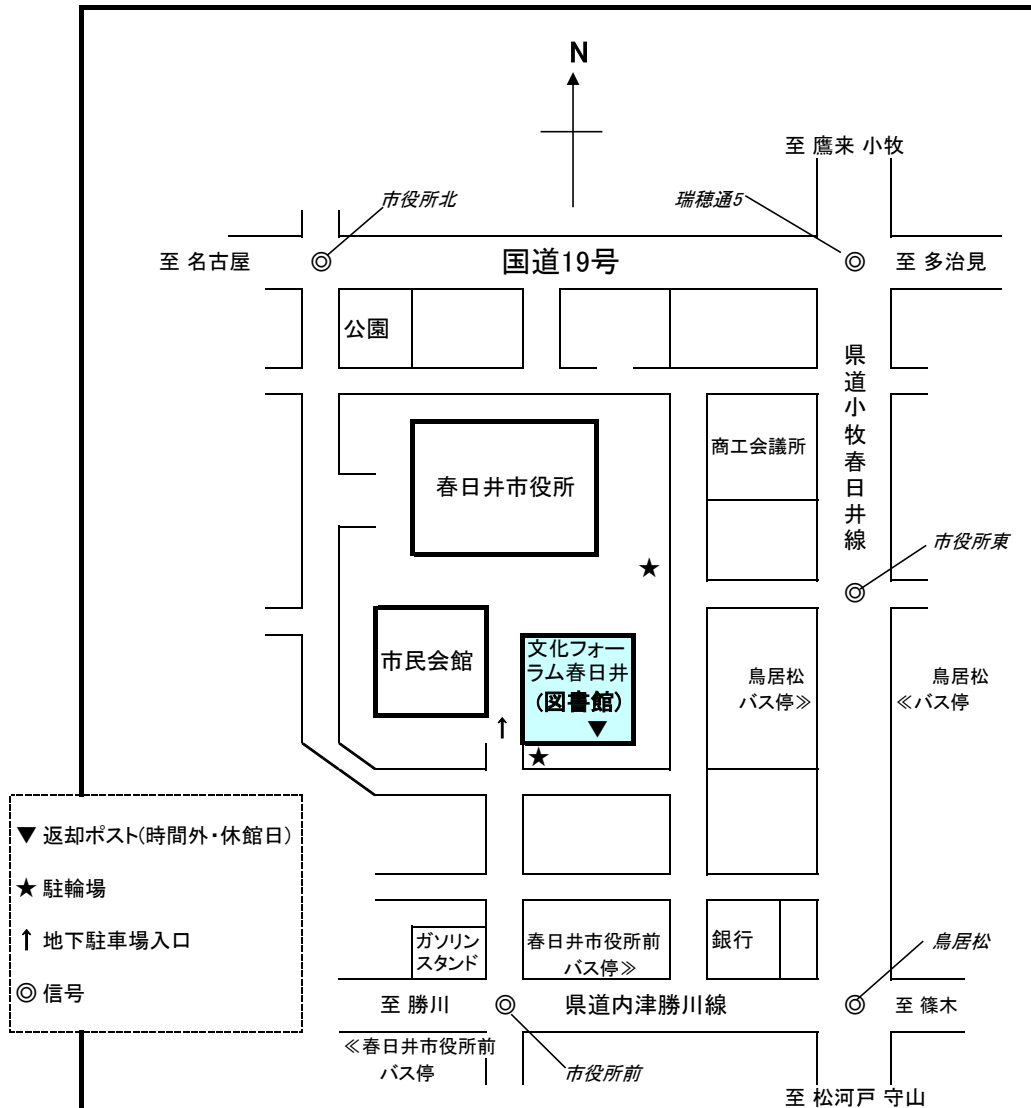 N
至 鷹来 小牧
市役所北
瑞穂通5
至 名古屋
◎
国道19号
◎
至 多治見
公園
県道小牧春日井線
商工会議所
春日井市役所
市役所東
★
◎
市民会館
文化フォー
ラム春日井
(図書館)
▼
鳥居松
バス停≫
鳥居松
≪バス停
↑
★
▼ 返却ポスト(時間外・休館日)
★ 駐輪場
↑ 地下駐車場入口
◎ 信号
ガソリン
スタンド
春日井市役所前
バス停≫
銀行
鳥居松
至 勝川
◎
県道内津勝川線
◎
至 篠木
≪春日井市役所前
バス停
市役所前
至 松河戸 守山